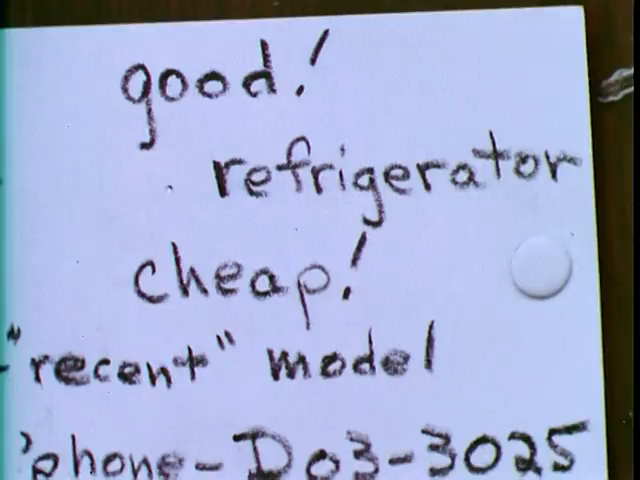 good!
refrigerator
cheap!
-"recent" model
'phone-Do3-3025